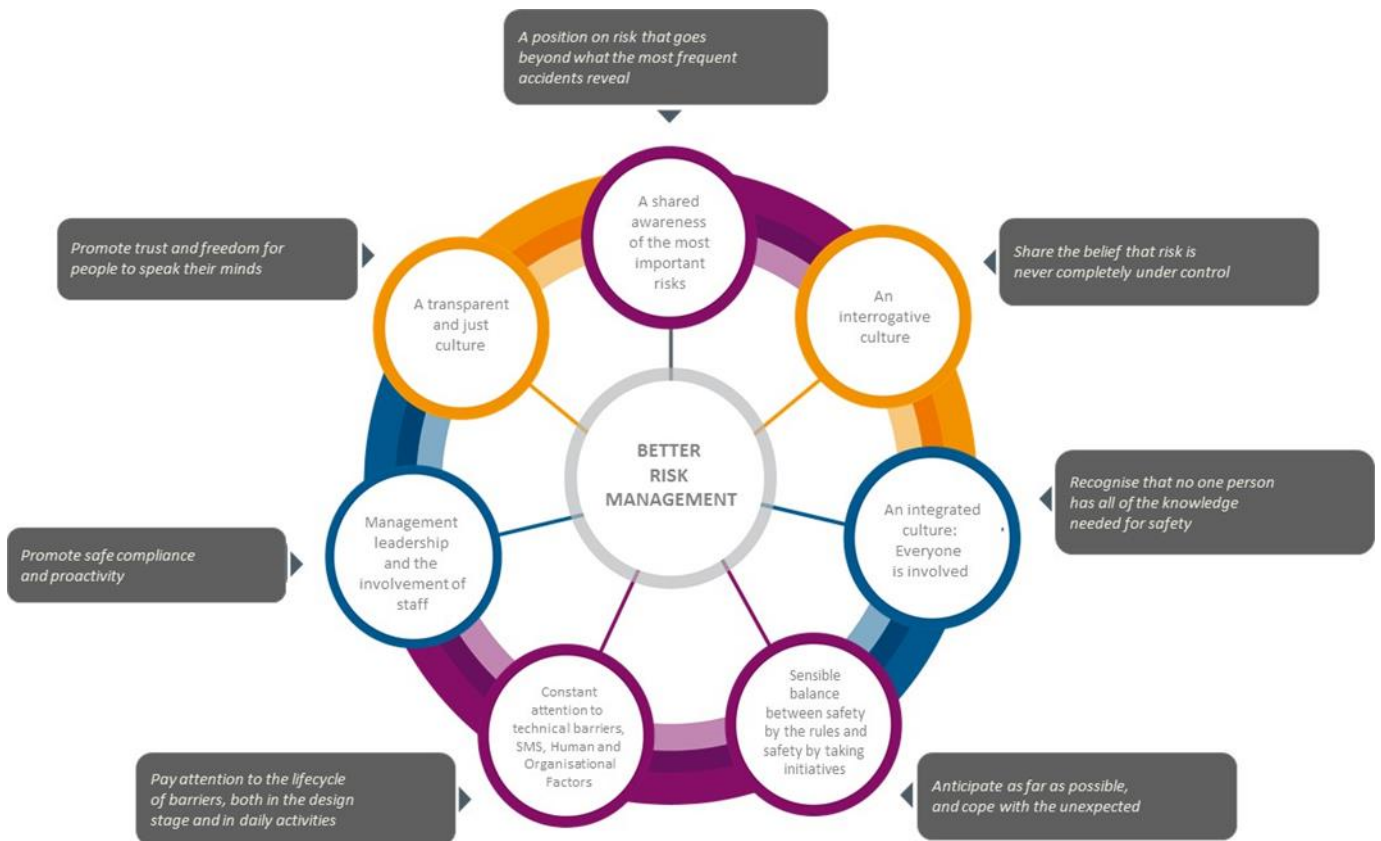 A position on risk that goes
beyond what the most frequent
accidents reveal
A shared
awareness
of the most
important
risks
Promote trust and freedom for
people to speak their minds
Share the belief that risk is
never completely under control
A transparent
and just
culture
An
interrogative
culture
BETTER
RISK
MANAGEMENT
Recognise that no one person
has all of the knowledge
needed for safety
An integrated
culture:
Everyone
is involved
Management
leadership
and the
involvement of
staff
Promote safe compliance
and proactivity
Constant
attention to
technical barriers,
SMS, Human and
Organisational
Factors
Sensible
balance
between safety
by the rules and
safety by taking
initiatives
Pay attention to the lifecycle
of barriers, both in the design
stage and in daily activities
Anticipate as far as possible,
and cope with the unexpected